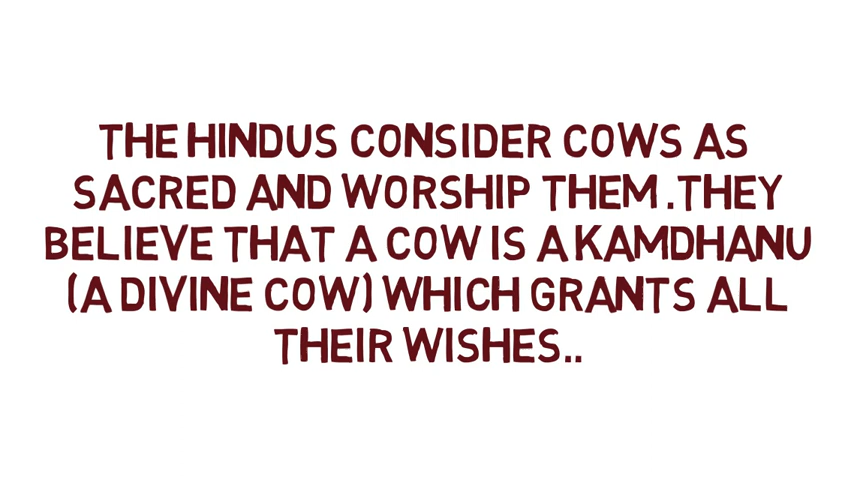 THE HINDUS CONSIDER COWS AS
SACRED AND WORSHIP THEM .THEY
BELIEVE THAT A COW IS A KAMDHANU
(A DIVINE COW) WHICH GRANTS ALL
THEIR WISHES..